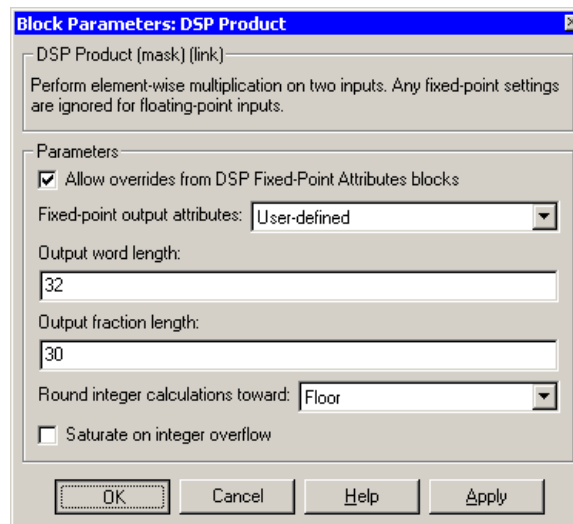 Block Parameters: DSP Product
DSP Product (mask) (link)
Perform element-wise multiplication on two inputs. Any fixed-point settings
are ignored for floating-point inputs.
Parameters
Allow overrides from DSP Fixed-Point Attributes blocks
Fixed-point output attributes: User-defined
Output word length:
32
Output fraction length:
30
Round integer calculations toward: Floor
Saturate on integer overflow
OK Cancel Help Apply